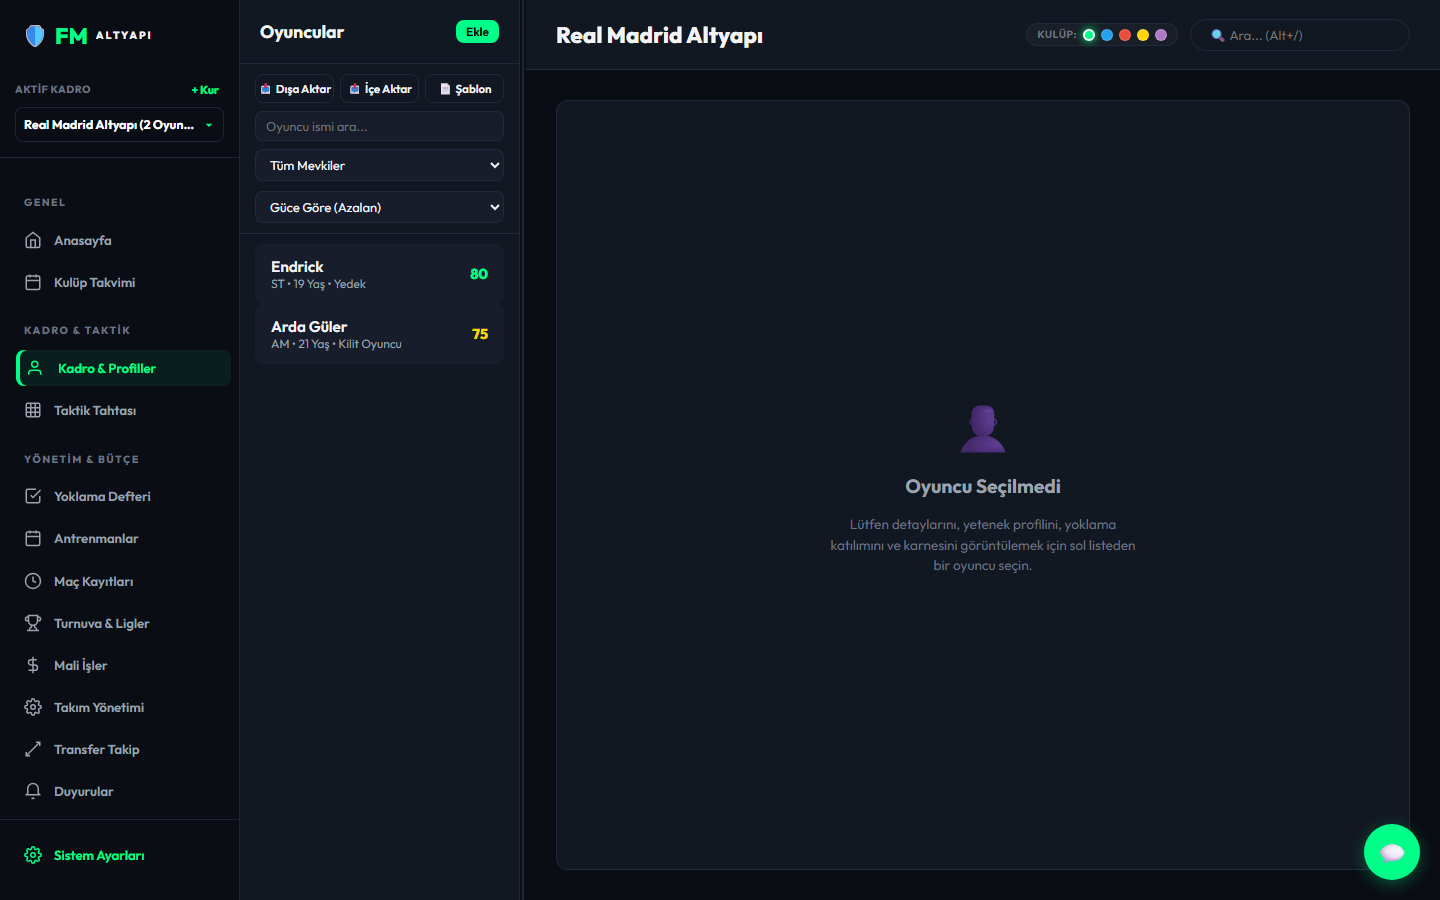 FM ALTYAPI
AKTİF KADRO
+ Kur
Real Madrid Altyapı (2 Oyun...
GENEL
Anasayfa
Kulüp Takvimi
KADRO & TAKTİK
Kadro & Profiller
Taktik Tahtası
YÖNETİM & BÜTÇE
Yoklama Defteri
Antrenmanlar
Maç Kayıtları
Turnuva & Ligler
Mali İşler
Takım Yönetimi
Transfer Takip
Duyurular
Sistem Ayarları
Oyuncular
Ekle
Dışa Aktar
İçe Aktar
Şablon
Oyuncu ismi ara...
Tüm Mevkiler
Güce Göre (Azalan)
Endrick
ST • 19 Yaş • Yedek
80
Arda Güler
AM • 21 Yaş • Kilit Oyuncu
75
Real Madrid Altyapı
KULÜP:
Ara... (Alt+/)
Oyuncu Seçilmedi
Lütfen detaylarını, yetenek profilini, yoklama
katılımını ve karnesini görüntülemek için sol listeden
bir oyuncu seçin.